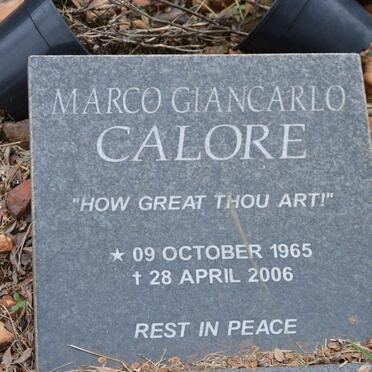 MARCO GIANCARLO
CALORE
"HOW GREAT THOU ART!"
★ 09 OCTOBER 1965
† 28 APRIL 2006
REST IN PEACE